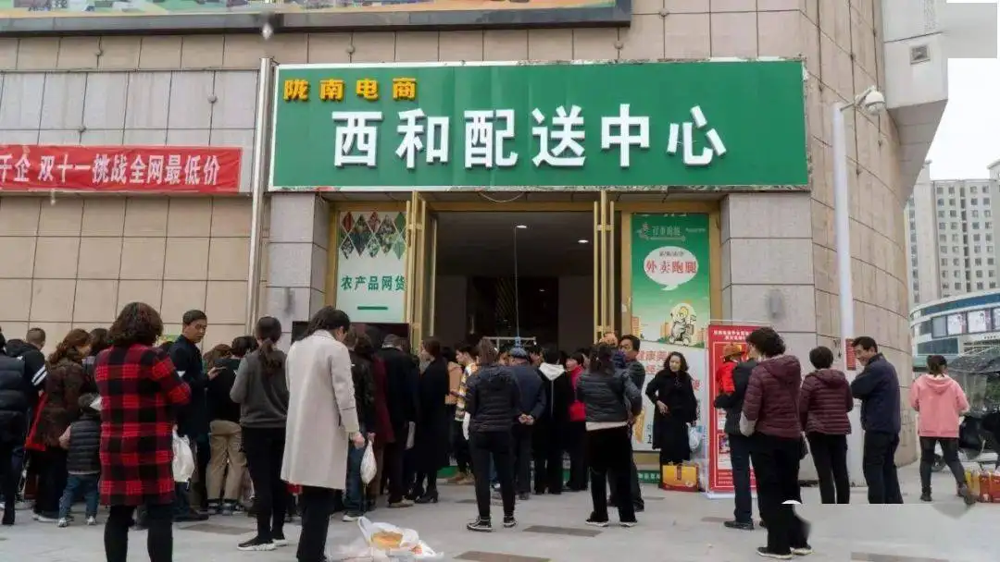 陇南电商
西和配送中心
千企 双十一挑战全网最低价
农产品网货
外卖跑腿